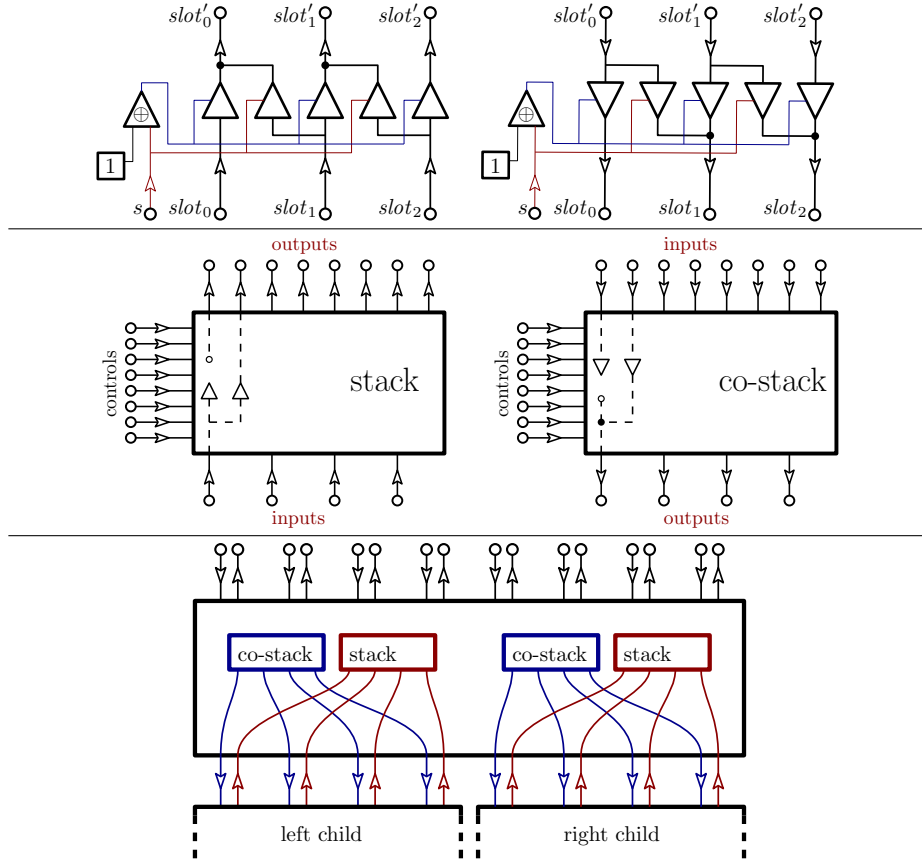 slot′₀ slot′₁ slot′₂ slot′₀ slot′₁ slot′₂
⊕ ⊕
1 1
s slot₀ slot₁ slot₂ s slot₀ slot₁ slot₂
outputs inputs
controls stack controls co-stack
inputs outputs
co-stack stack co-stack stack
left child right child